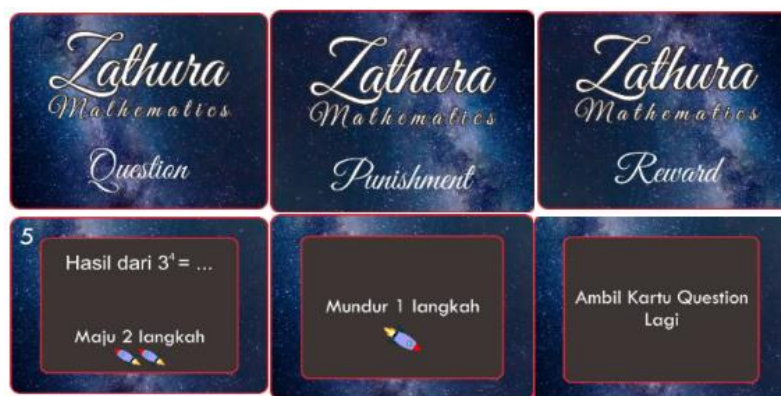 Zathura
Mathematics
Question
Zathura
Mathematics
Punishment
Zathura
Mathematics
Reward
5
Hasil dari 3⁴ = ...
Maju 2 langkah
Mundur 1 langkah
Ambil Kartu Question
Lagi